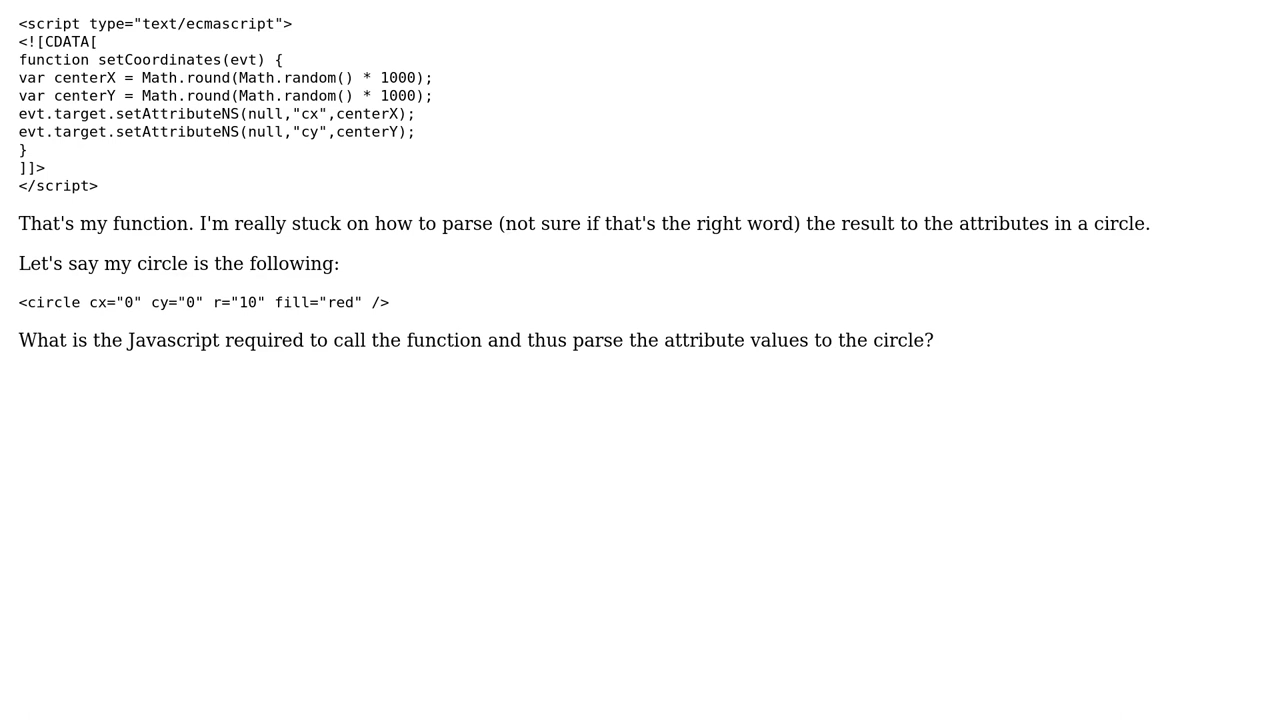 <script type="text/ecmascript">
<![CDATA[
function setCoordinates(evt) {
var centerX = Math.round(Math.random() * 1000);
var centerY = Math.round(Math.random() * 1000);
evt.target.setAttributeNS(null,"cx",centerX);
evt.target.setAttributeNS(null,"cy",centerY);
}
]]>
</script>
That's my function. I'm really stuck on how to parse (not sure if that's the right word) the result to the attributes in a circle.
Let's say my circle is the following:
<circle cx="0" cy="0" r="10" fill="red" />
What is the Javascript required to call the function and thus parse the attribute values to the circle?